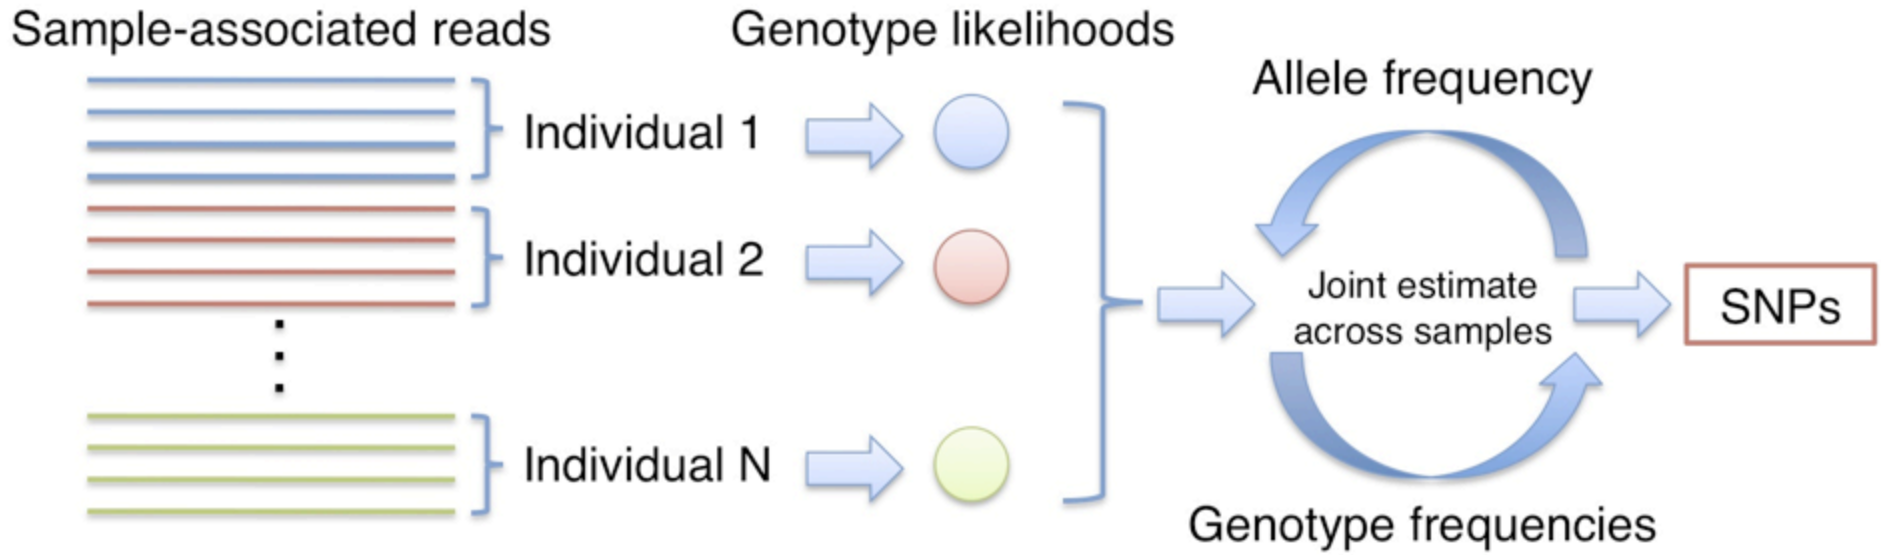 Sample-associated reads
Genotype likelihoods
Allele frequency
Individual 1
Individual 2
Individual N
Joint estimate
across samples
SNPs
Genotype frequencies